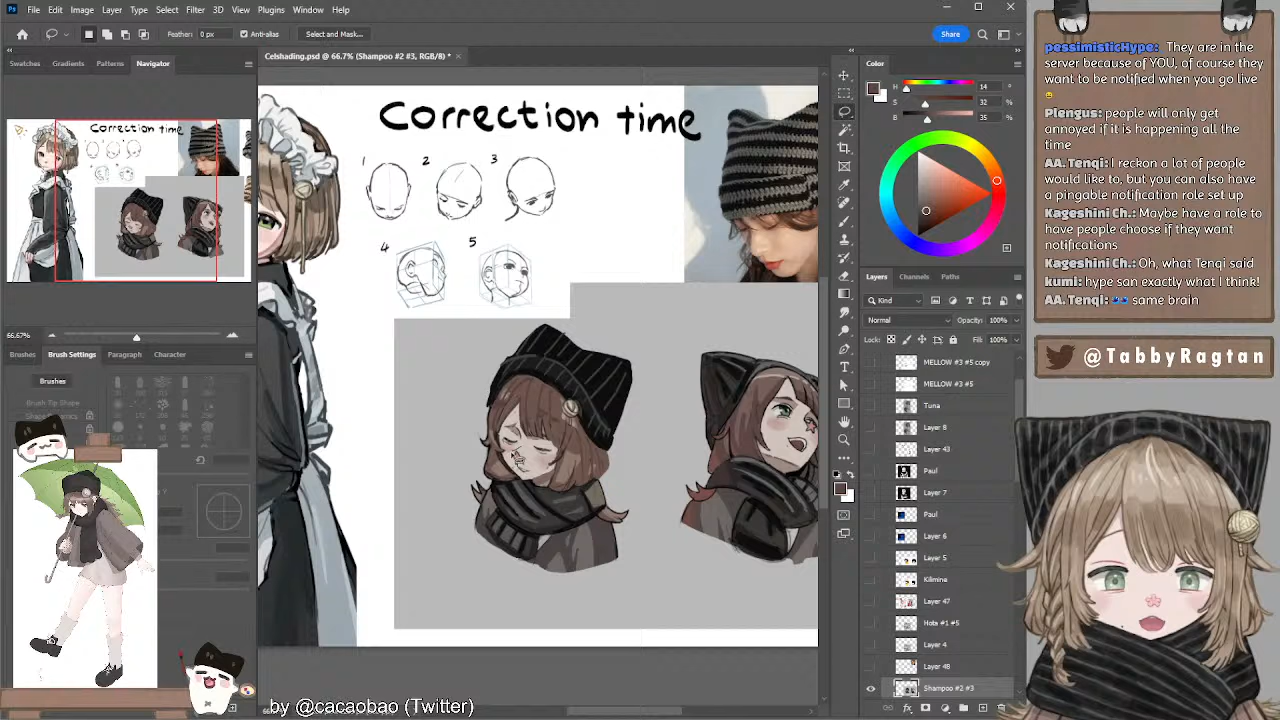 File Edit Image Layer Type Select Filter 3D View Plugins Window Help
Feather: 0 px Anti-alias Select and Mask... Share
Swatches Gradients Patterns Navigator
Celshading.psd @ 66.7% (Shampoo #2 #3, RGB/8) *
66.67%
Brushes Brush Settings Paragraph Character
Brushes
Brush Tip Shape
Correction time
1 2 3
4 5
by @cacaobao (Twitter)
Color
H 14 °
S 32 %
B 35 %
Layers Channels Paths
Kind
Normal Opacity: 100%
Lock: Fill: 100%
MELLOW #3 #5 copy
MELLOW #3 #5
Tuna
Layer 8
Layer 43
Paul
Layer 7
Paul
Layer 6
Layer 5
Kilimine
Layer 47
Hota #1 #5
Layer 4
Layer 48
Shampoo #2 #3
pessimisticHype: They are in the
server because of YOU, of course they
want to be notified when you go live
Plengus: people will only get
annoyed if it is happening all the
time
AA. Tenqi: I reckon a lot of people
would like to, but you can also have
a pingable notification role set up
Kageshini Ch.: Maybe have a role to
have people choose if they want
notifications
Kageshini Ch.: Oh, what Tenqi said
kumi: hype san exactly what I think!
AA. Tenqi: same brain
@TabbyRagtan